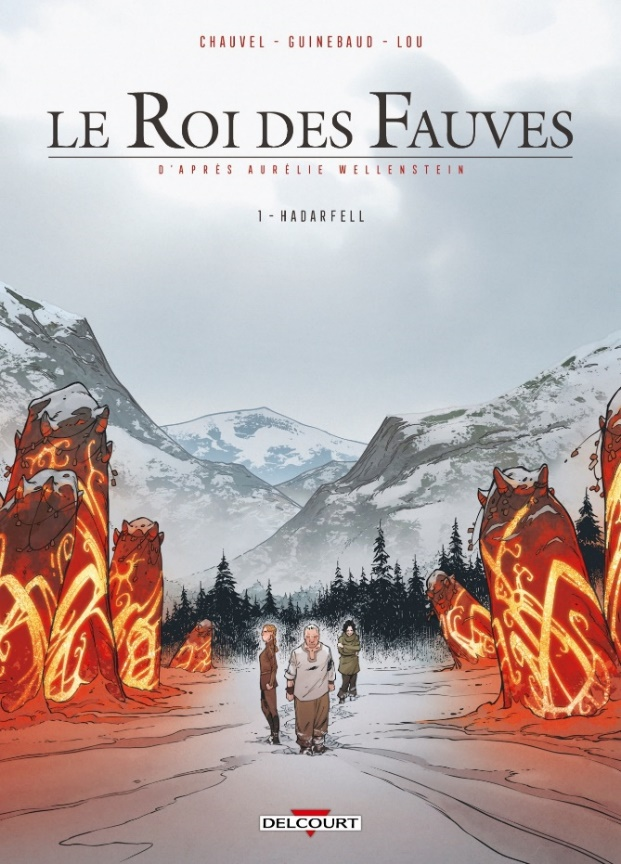 CHAUVEL - GUINEBAUD - LOU
LE ROI DES FAUVES
D'APRÈS AURÉLIE WELLENSTEIN
1 - HADARFELL
DELCOURT